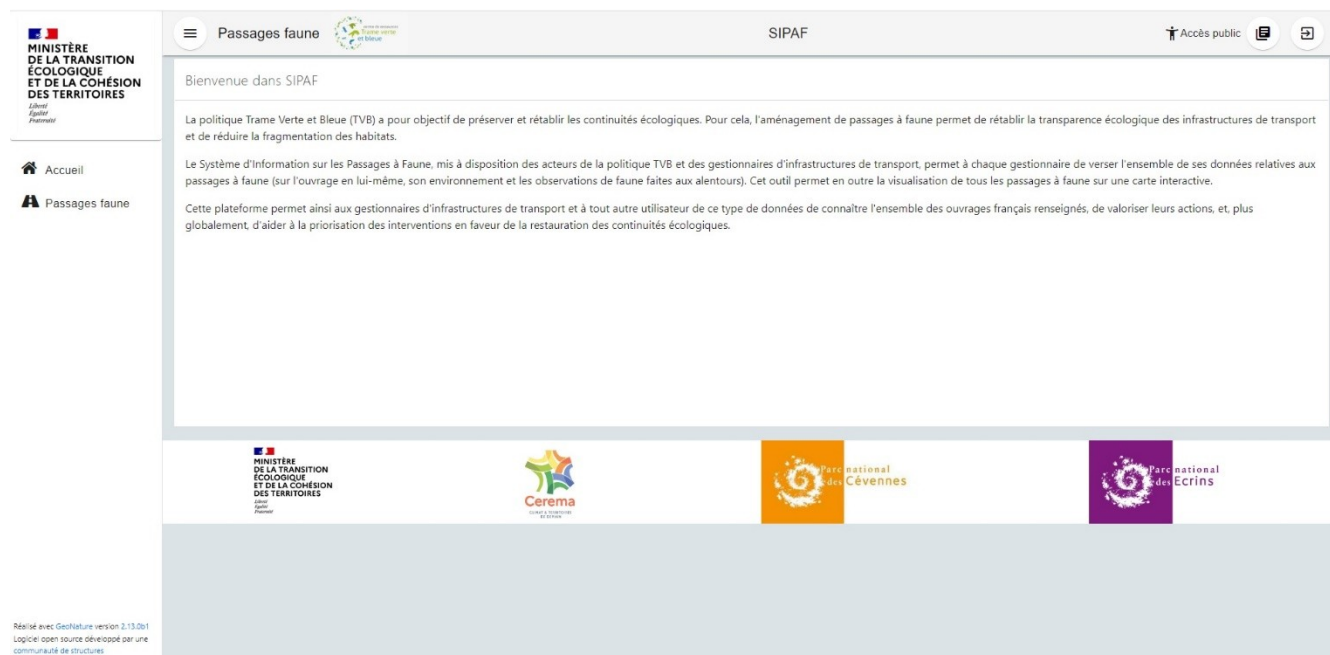 MINISTÈRE
DE LA TRANSITION
ÉCOLOGIQUE
ET DE LA COHÉSION
DES TERRITOIRES
Liberté
Égalité
Fraternité
Passages faune
Trame verte
et bleue
SIPAF
Accès public
Accueil
Passages faune
Bienvenue dans SIPAF
La politique Trame Verte et Bleue (TVB) a pour objectif de préserver et rétablir les continuités écologiques. Pour cela, l'aménagement de passages à faune permet de rétablir la transparence écologique des infrastructures de transport
et de réduire la fragmentation des habitats.
Le Système d'Information sur les Passages à Faune, mis à disposition des acteurs de la politique TVB et des gestionnaires d'infrastructures de transport, permet à chaque gestionnaire de verser l'ensemble de ses données relatives aux
passages à faune (sur l'ouvrage en lui-même, son environnement et les observations de faune faites aux alentours). Cet outil permet en outre la visualisation de tous les passages à faune sur une carte interactive.
Cette plateforme permet ainsi aux gestionnaires d'infrastructures de transport et à tout autre utilisateur de ce type de données de connaître l'ensemble des ouvrages français renseignés, de valoriser leurs actions, et, plus
globalement, d'aider à la priorisation des interventions en faveur de la restauration des continuités écologiques.
MINISTÈRE
DE LA TRANSITION
ÉCOLOGIQUE
ET DE LA COHÉSION
DES TERRITOIRES
Liberté
Égalité
Fraternité
Cerema
CLIMAT & TERRITOIRES
DE DEMAIN
Parc national
des Cévennes
Parc national
des Ecrins
Réalisé avec GeoNature version 2.13.0b1
Logiciel open source développé par une
communauté de structures